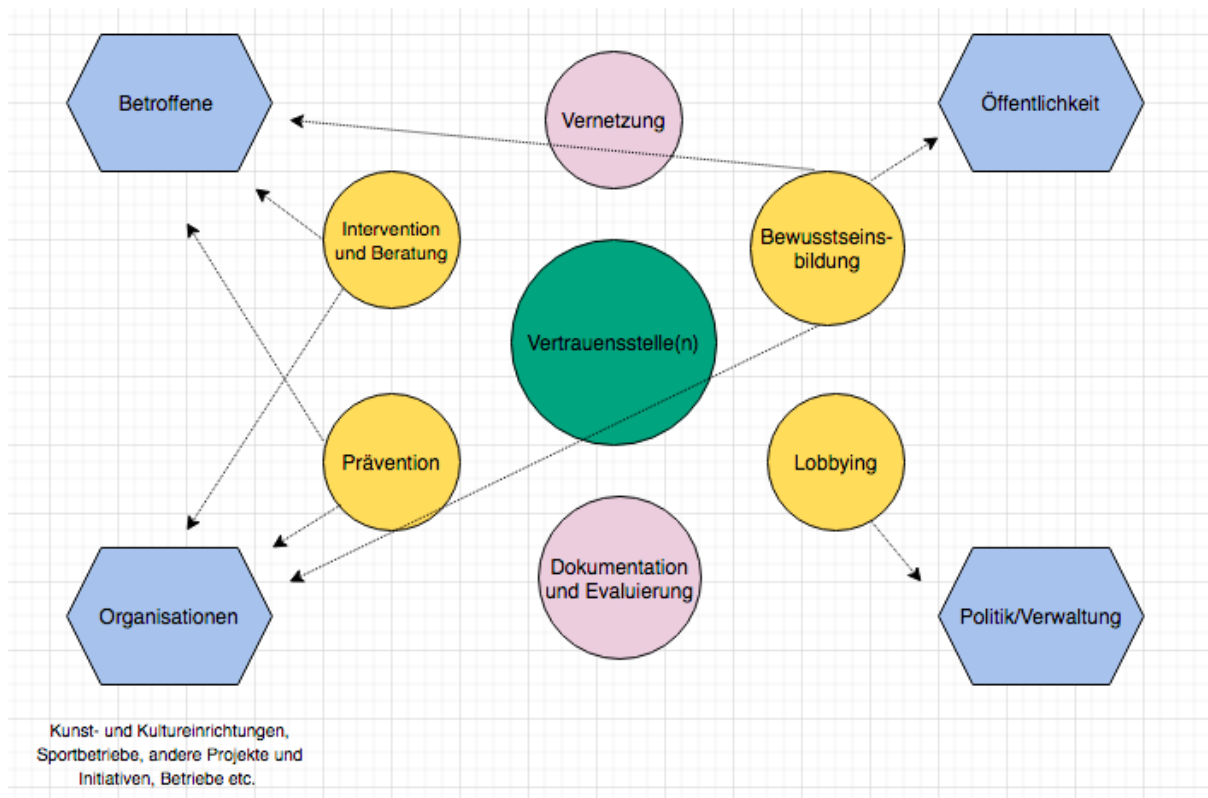 Betroffene
Vernetzung
Öffentlichkeit
Intervention
und Beratung
Bewusstseins-
bildung
Vertrauensstelle(n)
Prävention
Lobbying
Dokumentation
und Evaluierung
Organisationen
Politik/Verwaltung
Kunst- und Kultureinrichtungen,
Sportbetriebe, andere Projekte und
Initiativen, Betriebe etc.